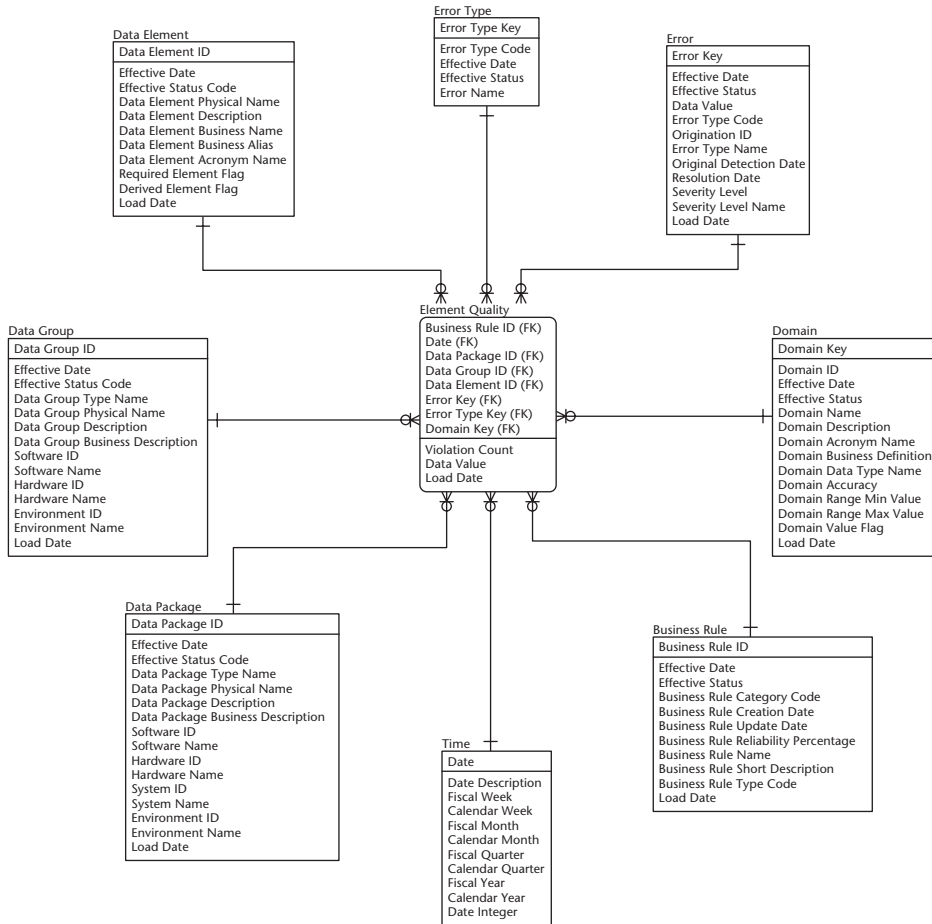 Data Element
Data Element ID
Effective Date
Effective Status Code
Data Element Physical Name
Data Element Description
Data Element Business Name
Data Element Business Alias
Data Element Acronym Name
Required Element Flag
Derived Element Flag
Load Date
Error Type
Error Type Key
Error Type Code
Effective Date
Effective Status
Error Name
Error
Error Key
Effective Date
Effective Status
Data Value
Error Type Code
Origination ID
Error Type Name
Original Detection Date
Resolution Date
Severity Level
Severity Level Name
Load Date
Data Group
Data Group ID
Effective Date
Effective Status Code
Data Group Type Name
Data Group Physical Name
Data Group Description
Data Group Business Description
Software ID
Software Name
Hardware ID
Hardware Name
Environment ID
Environment Name
Load Date
Element Quality
Business Rule ID (FK)
Date (FK)
Data Package ID (FK)
Data Group ID (FK)
Data Element ID (FK)
Error Key (FK)
Error Type Key (FK)
Domain Key (FK)
Violation Count
Data Value
Load Date
Domain
Domain Key
Domain ID
Effective Date
Effective Status
Domain Name
Domain Description
Domain Acronym Name
Domain Business Definition
Domain Data Type Name
Domain Accuracy
Domain Range Min Value
Domain Range Max Value
Domain Value Flag
Load Date
Data Package
Data Package ID
Effective Date
Effective Status Code
Data Package Type Name
Data Package Physical Name
Data Package Description
Data Package Business Description
Software ID
Software Name
Hardware ID
Hardware Name
System ID
System Name
Environment ID
Environment Name
Load Date
Time
Date
Date Description
Fiscal Week
Calendar Week
Fiscal Month
Calendar Month
Fiscal Quarter
Calendar Quarter
Fiscal Year
Calendar Year
Date Integer
Business Rule
Business Rule ID
Effective Date
Effective Status
Business Rule Category Code
Business Rule Creation Date
Business Rule Update Date
Business Rule Reliability Percentage
Business Rule Name
Business Rule Short Description
Business Rule Type Code
Load Date